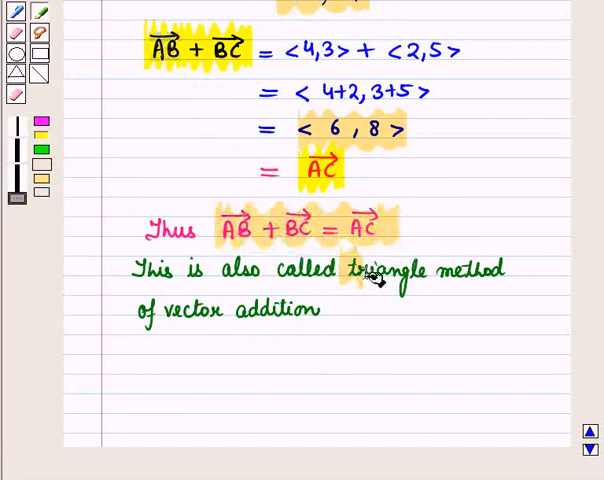 AB + BC = <4,3> + <2,5>
= < 4+2, 3+5>
= < 6 , 8 >
= AC
Thus AB + BC = AC
This is also called triangle method
of vector addition